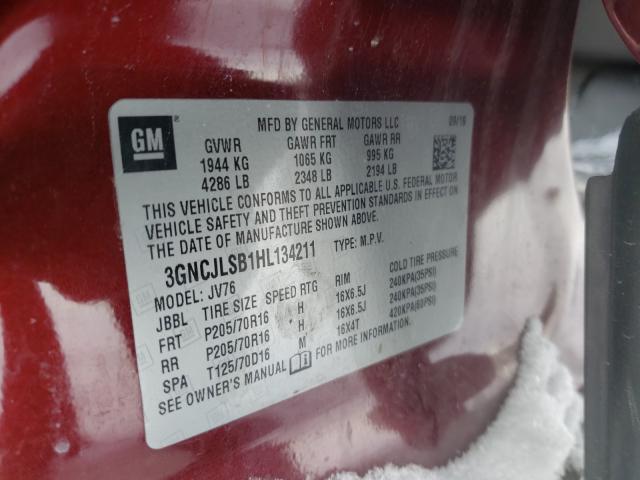 GM
MFD BY GENERAL MOTORS LLC 09/16
GVWR GAWR FRT GAWR RR
1944 KG 1065 KG 995 KG
4286 LB 2348 LB 2194 LB
THIS VEHICLE CONFORMS TO ALL APPLICABLE U.S. FEDERAL MOTOR
VEHICLE SAFETY AND THEFT PREVENTION STANDARDS IN EFFECT ON
THE DATE OF MANUFACTURE SHOWN ABOVE.
3GNCJLSB1HL134211 TYPE: M.P.V.
MODEL: JV76
JBBL TIRE SIZE SPEED RTG RIM COLD TIRE PRESSURE
FRT P205/70R16 H 16X6.5J 240KPA(35PSI)
RR P205/70R16 H 16X6.5J 240KPA(35PSI)
SPA T125/70D16 M 16X4T 420KPA(60PSI)
SEE OWNER'S MANUAL FOR MORE INFORMATION.